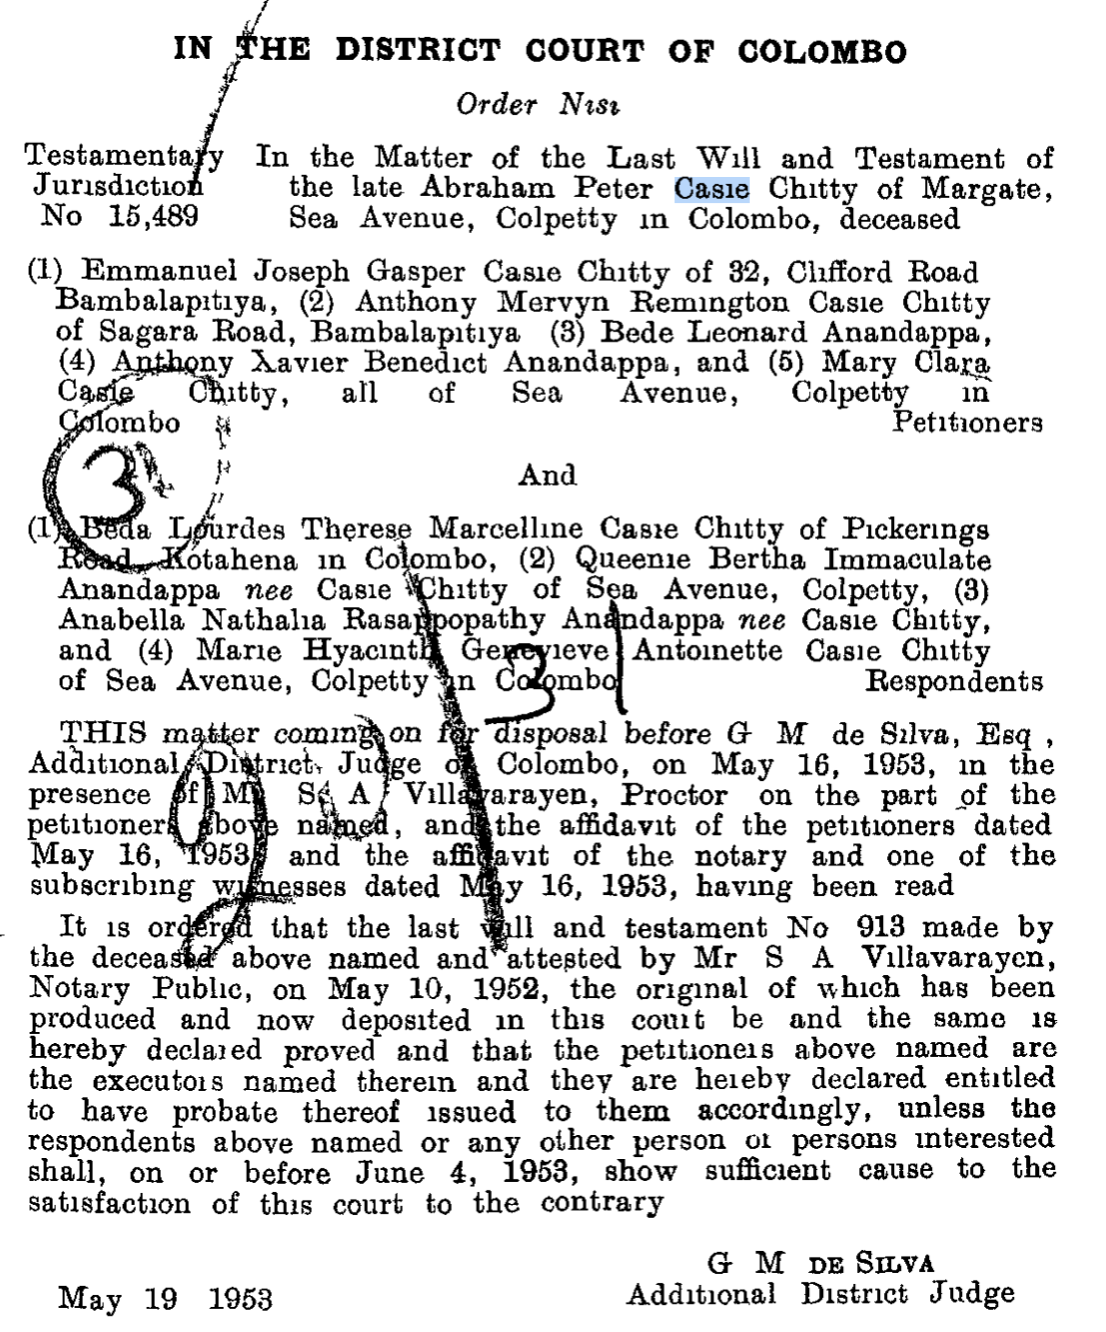 IN THE DISTRICT COURT OF COLOMBO
Order Nisi
Testamentary In the Matter of the Last Will and Testament of
Jurisdiction the late Abraham Peter Casie Chitty of Margate,
No 15,489 Sea Avenue, Colpetty in Colombo, deceased
(1) Emmanuel Joseph Gasper Casie Chitty of 32, Clifford Road
Bambalapitiya, (2) Anthony Mervyn Remington Casie Chitty
of Sagara Road, Bambalapitiya (3) Bede Leonard Anandappa,
(4) Anthony Xavier Benedict Anandappa, and (5) Mary Clara
Casie Chitty, all of Sea Avenue, Colpetty in
Colombo Petitioners
3
And
(1) Beda Lourdes Therese Marcelline Casie Chitty of Pickerings
Road, Kotahena in Colombo, (2) Queenie Bertha Immaculate
Anandappa nee Casie Chitty of Sea Avenue, Colpetty, (3)
Anabella Nathalia Rasappopathy Anandappa nee Casie Chitty,
and (4) Marie Hyacinth Genevieve Antoinette Casie Chitty
of Sea Avenue, Colpetty in Colombo Respondents
31
THIS matter coming on for disposal before G M de Silva, Esq ,
Additional District Judge of Colombo, on May 16, 1953, in the
presence of Mr S A Villavarayen, Proctor on the part of the
petitioners above named, and the affidavit of the petitioners dated
May 16, 1953, and the affidavit of the notary and one of the
subscribing witnesses dated May 16, 1953, having been read
It is ordered that the last will and testament No 913 made by
the deceased above named and attested by Mr S A Villavarayen,
Notary Public, on May 10, 1952, the original of which has been
produced and now deposited in this court be and the same is
hereby declared proved and that the petitioners above named are
the executors named therein and they are hereby declared entitled
to have probate thereof issued to them accordingly, unless the
respondents above named or any other person or persons interested
shall, on or before June 4, 1953, show sufficient cause to the
satisfaction of this court to the contrary
G M DE SILVA
May 19 1953 Additional District Judge